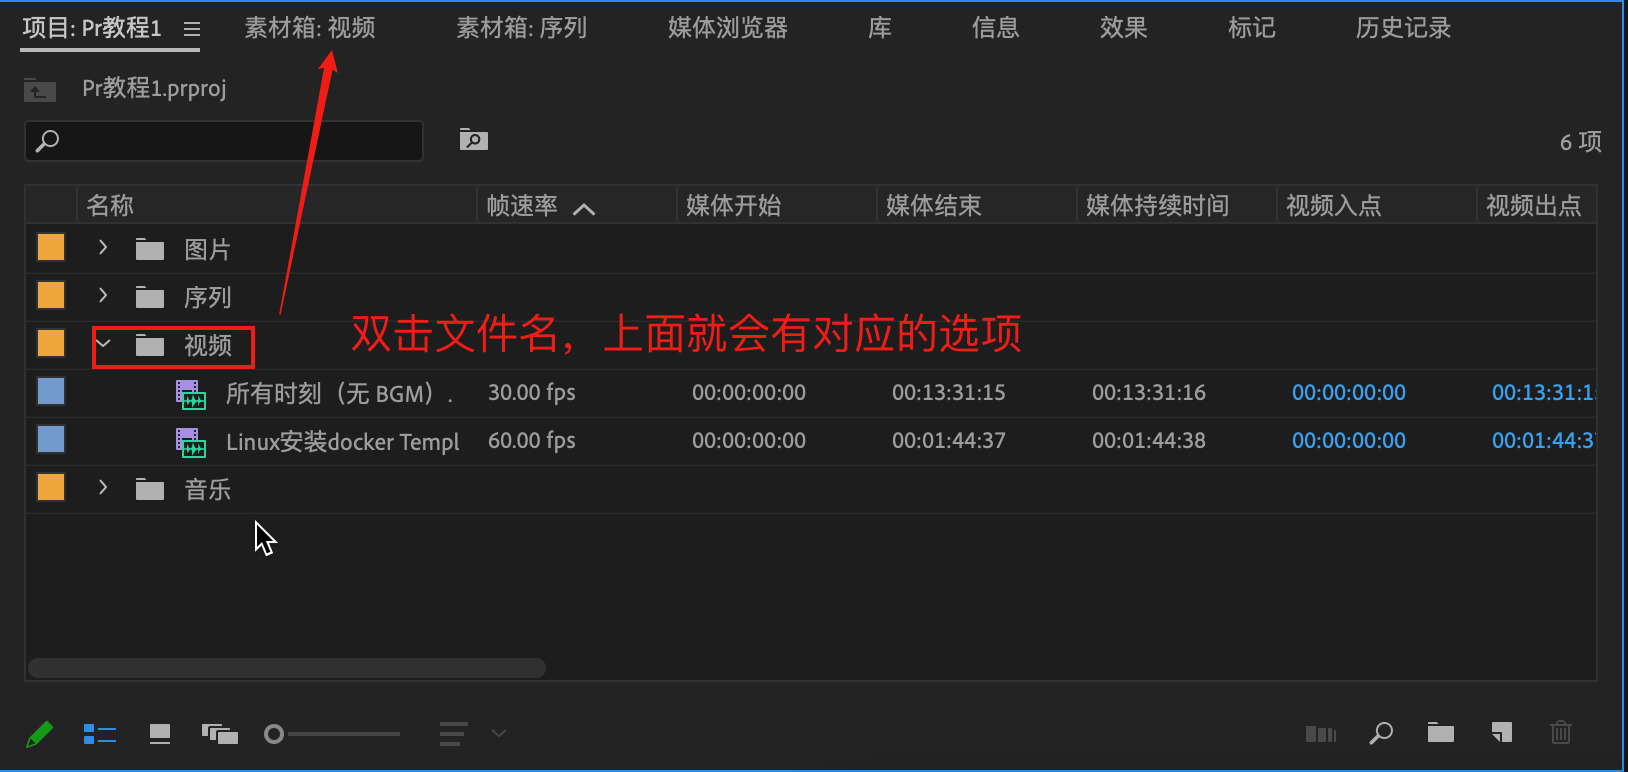 项目: Pr教程1 素材箱: 视频 素材箱: 序列 媒体浏览器 库 信息 效果 标记 历史记录
Pr教程1.prproj
6 项
名称 帧速率 媒体开始 媒体结束 媒体持续时间 视频入点 视频出点
图片
序列
视频
双击文件名，上面就会有对应的选项
所有时刻（无 BGM）. 30.00 fps 00:00:00:00 00:13:31:15 00:13:31:16 00:00:00:00 00:13:31:1
Linux安装docker Templ 60.00 fps 00:00:00:00 00:01:44:37 00:01:44:38 00:00:00:00 00:01:44:3
音乐